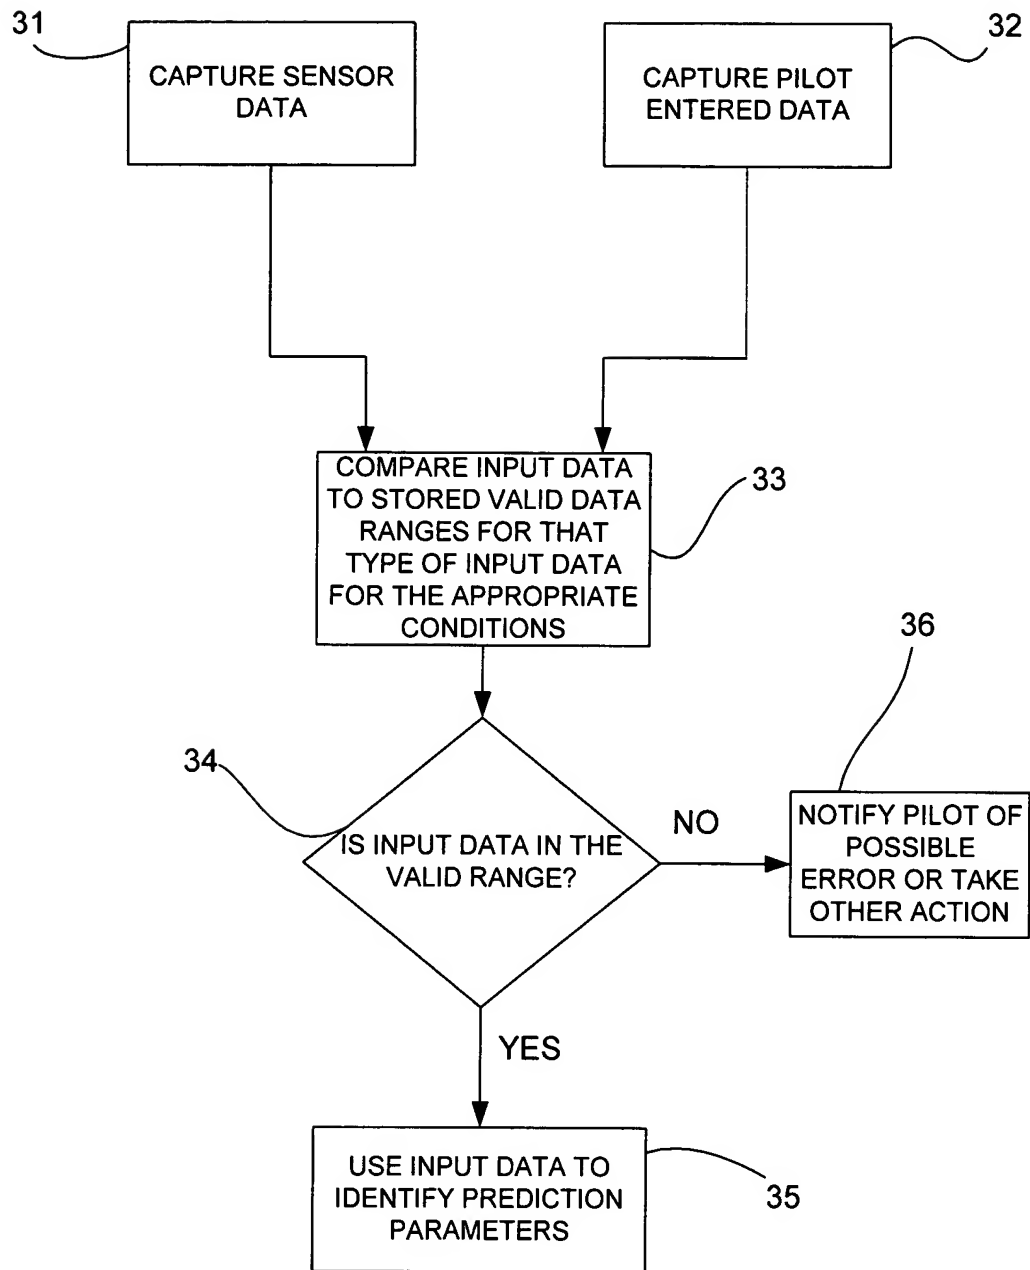 31
CAPTURE SENSOR
DATA
32
CAPTURE PILOT
ENTERED DATA
COMPARE INPUT DATA
TO STORED VALID DATA
RANGES FOR THAT
TYPE OF INPUT DATA
FOR THE APPROPRIATE
CONDITIONS
33
34
IS INPUT DATA IN THE
VALID RANGE?
NO
36
NOTIFY PILOT OF
POSSIBLE
ERROR OR TAKE
OTHER ACTION
YES
USE INPUT DATA TO
IDENTIFY PREDICTION
PARAMETERS
35